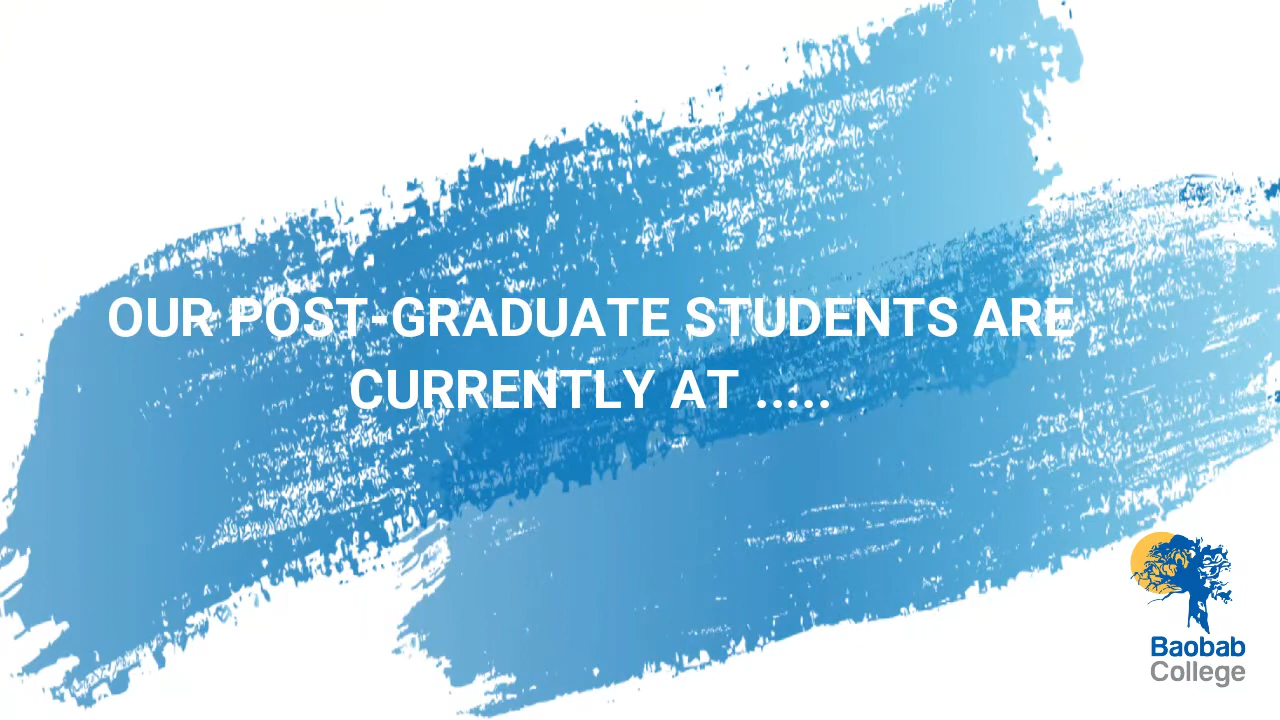 OUR POST-GRADUATE STUDENTS ARE
CURRENTLY AT .....
Baobab
College